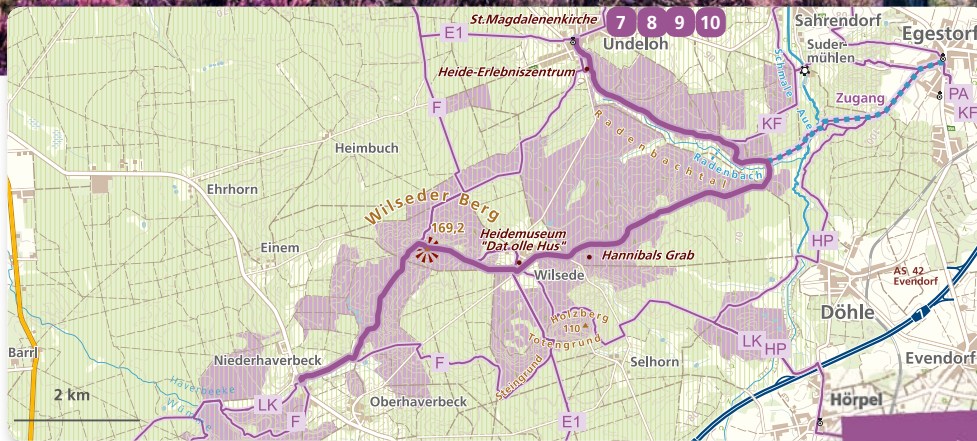 St.Magdalenenkirche
7 8 9 10
Sahrendorf
Egestorf
E1
Undeloh
Suder-
mühlen
Heide-Erlebniszentrum
Schmale Aue
Zugang
PA
KF
F
KF
Radenbachtal
Radenbach
Heimbuch
Ehrhorn
Wilseder Berg
169,2
Heidemuseum
"Dat olle Hus"
Einem
HP
Hannibals Grab
Wilsede
AS 42
Evendorf
7
Holzberg
110
Totengrund
Döhle
LK
HP
Barrl
Niederhaverbeck
F
Steingrund
Selhorn
Evendorf
Haverbeeke
2 km
LK
F
Oberhaverbeck
E1
Hörpel